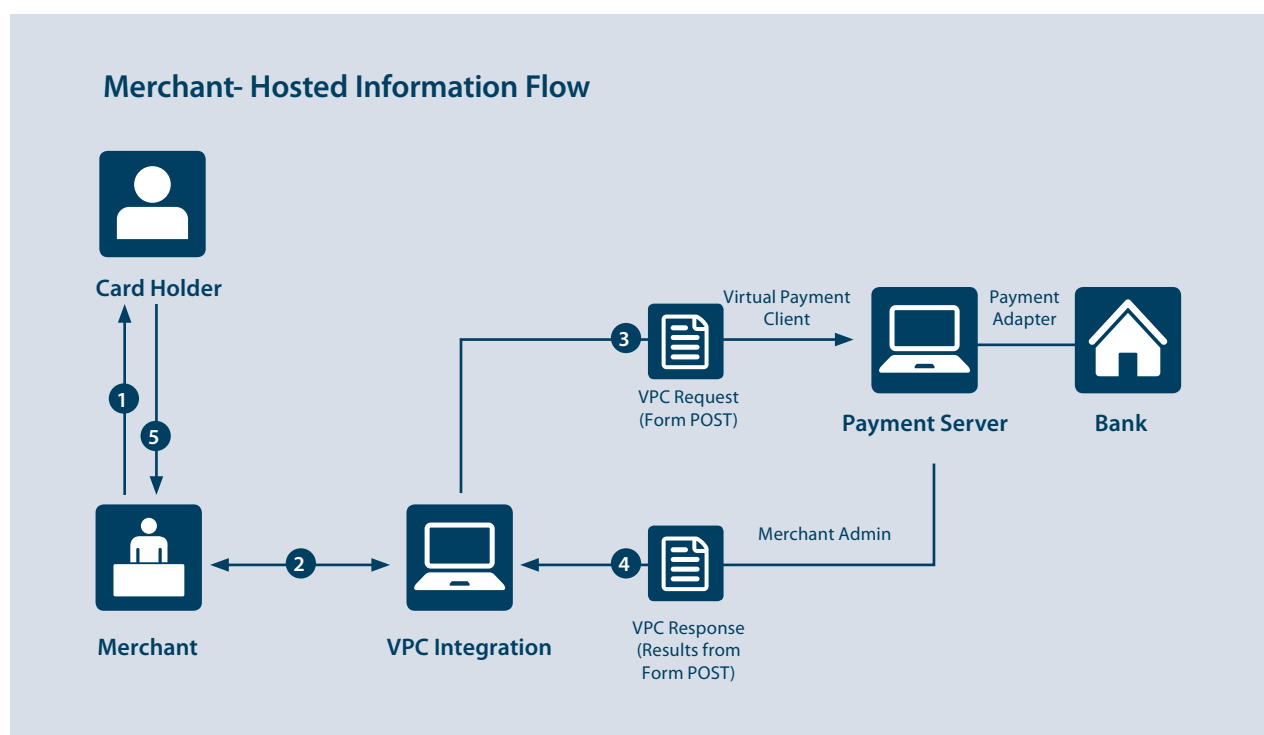 Merchant- Hosted Information Flow
Card Holder
1
5
Merchant
2
VPC Integration
3
VPC Request
(Form POST)
Virtual Payment
Client
Payment Server
Payment
Adapter
Bank
4
VPC Response
(Results from
Form POST)
Merchant Admin